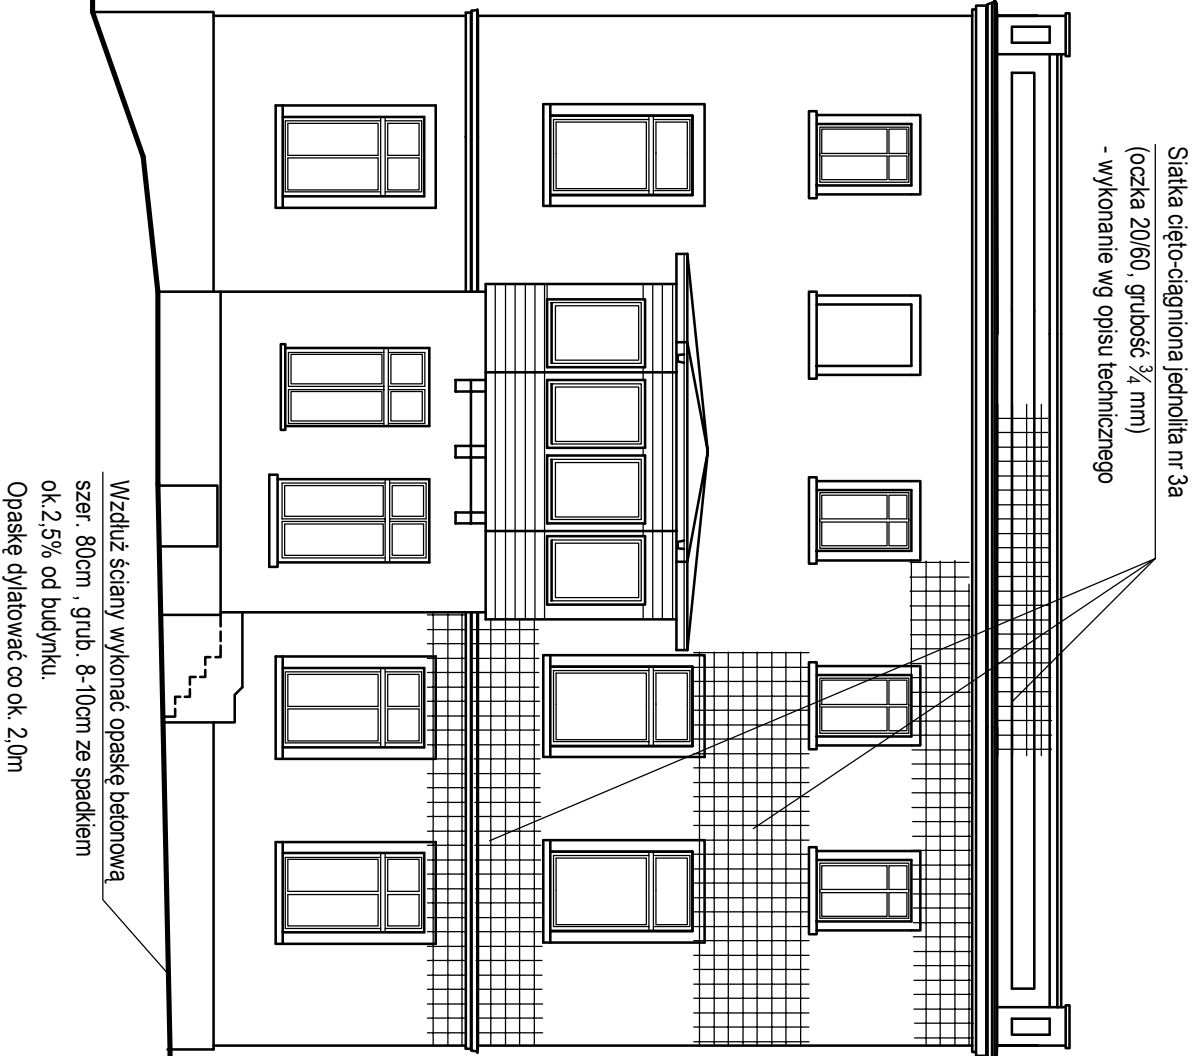 Siatka cięto-ciągniona jednolita nr 3a
(oczka 20/60, grubość ¾ mm)
- wykonanie wg opisu technicznego
Wzdłuż ściany wykonać opaskę betonową
szer. 80cm , grub. 8-10cm ze spadkiem
ok.2,5% od budynku.
Opaskę dylatować co ok. 2,0m